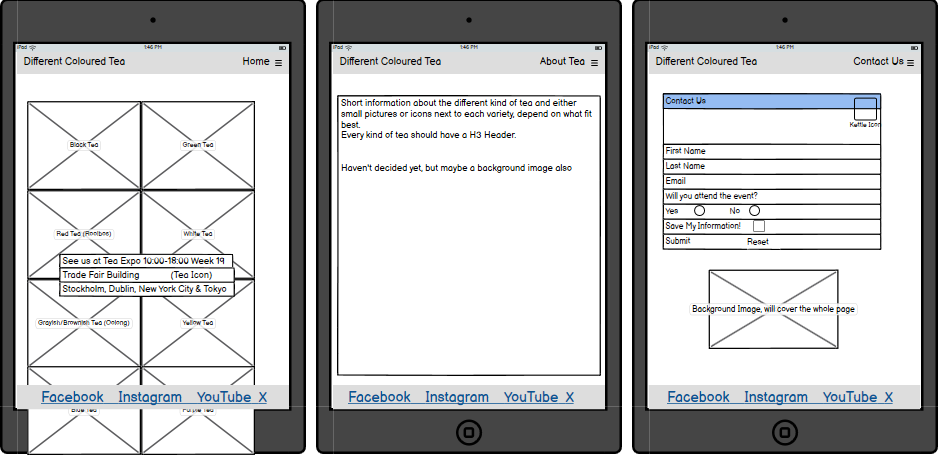 iPad
1:46 PM
Different Coloured Tea
Home
Black Tea
Green Tea
Red Tea (Rooibos)
White Tea
See us at Tea Expo 10:00-18:00 Week 19
Trade Fair Building (Tea Icon)
Stockholm, Dublin, New York City & Tokyo
Grayish/Brownish Tea (Oolong)
Yellow Tea
Facebook Instagram YouTube X
Blue Tea
Purple Tea
iPad
1:46 PM
Different Coloured Tea
About Tea
Short information about the different kind of tea and either
small pictures or icons next to each variety, depend on what fit
best.
Every kind of tea should have a H3 Header.
Haven't decided yet, but maybe a background image also
Facebook Instagram YouTube X
iPad
1:46 PM
Different Coloured Tea
Contact Us
Contact Us
Kettle Icon
First Name
Last Name
Email
Will you attend the event?
Yes No
Save My Information!
Submit Reset
Background Image, will cover the whole page
Facebook Instagram YouTube X